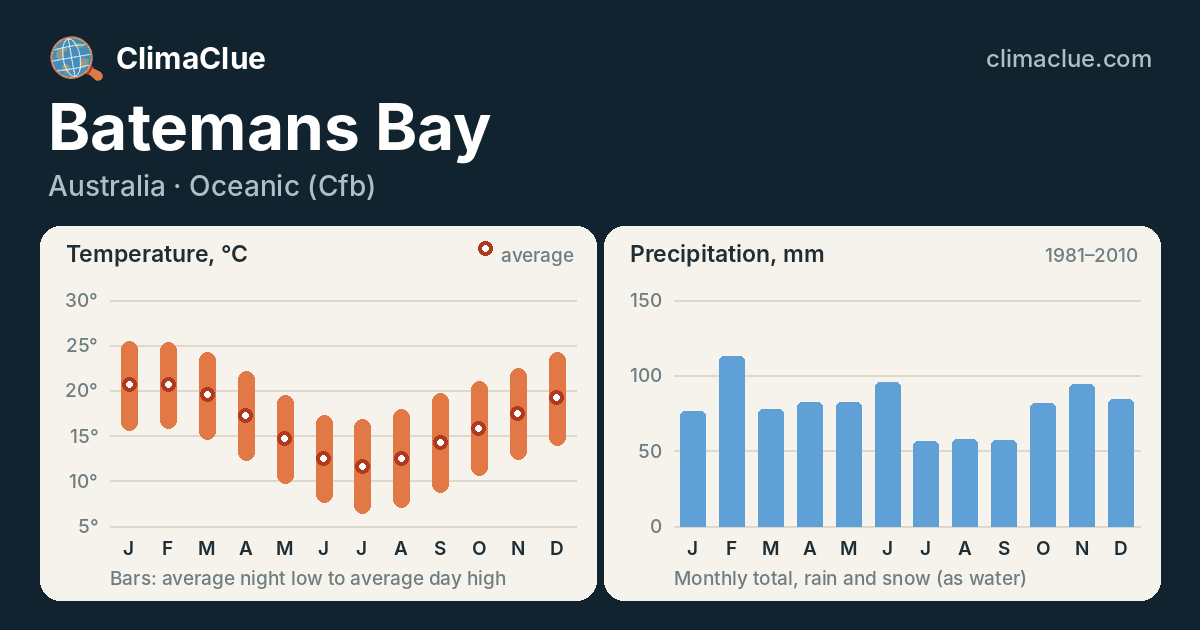 ClimaClue
climaclue.com
Batemans Bay
Australia · Oceanic (Cfb)
Temperature, °C
average
30°
25°
20°
15°
10°
5°
J F M A M J J A S O N D
Bars: average night low to average day high
Precipitation, mm
1981–2010
150
100
50
0
J F M A M J J A S O N D
Monthly total, rain and snow (as water)